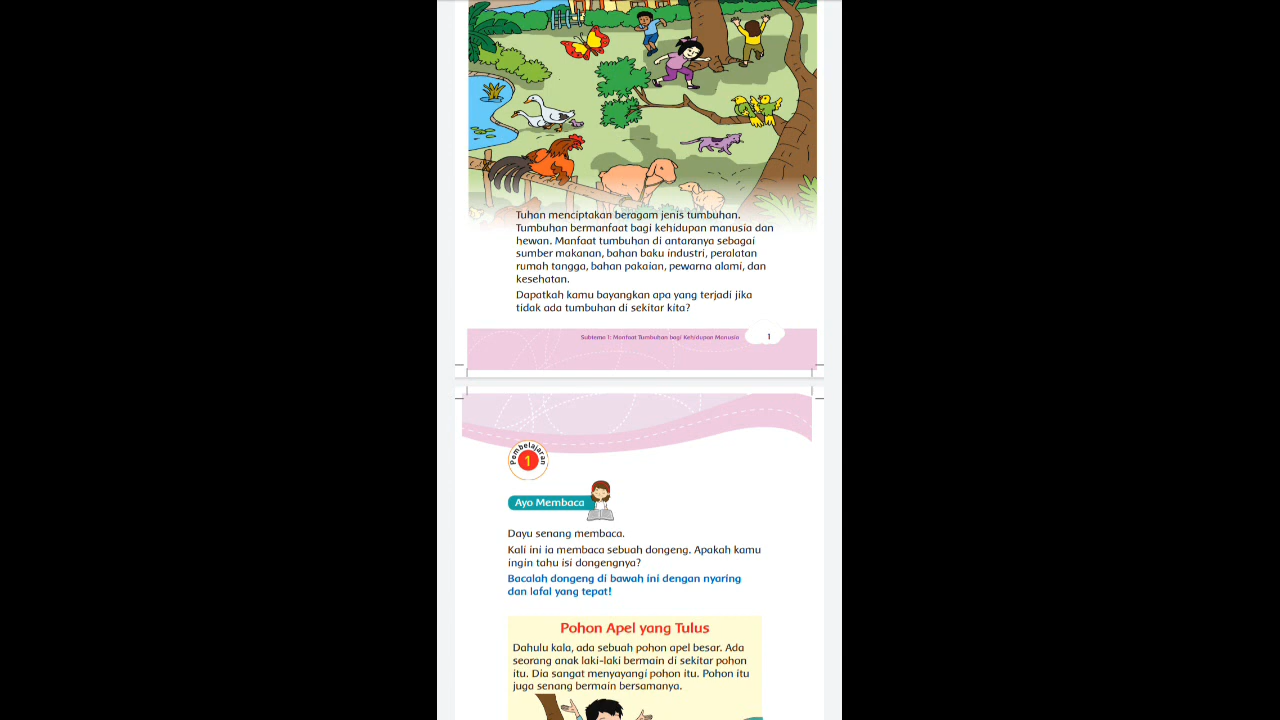 Tuhan menciptakan beragam jenis tumbuhan.
Tumbuhan bermanfaat bagi kehidupan manusia dan
hewan. Manfaat tumbuhan di antaranya sebagai
sumber makanan, bahan baku industri, peralatan
rumah tangga, bahan pakaian, pewarna alami, dan
kesehatan.
Dapatkah kamu bayangkan apa yang terjadi jika
tidak ada tumbuhan di sekitar kita?
Subtema 1: Manfaat Tumbuhan bagi Kehidupan Manusia
1
Pembelajaran
1
Ayo Membaca
Dayu senang membaca.
Kali ini ia membaca sebuah dongeng. Apakah kamu
ingin tahu isi dongengnya?
Bacalah dongeng di bawah ini dengan nyaring
dan lafal yang tepat!
Pohon Apel yang Tulus
Dahulu kala, ada sebuah pohon apel besar. Ada
seorang anak laki-laki bermain di sekitar pohon
itu. Dia sangat menyayangi pohon itu. Pohon itu
juga senang bermain bersamanya.